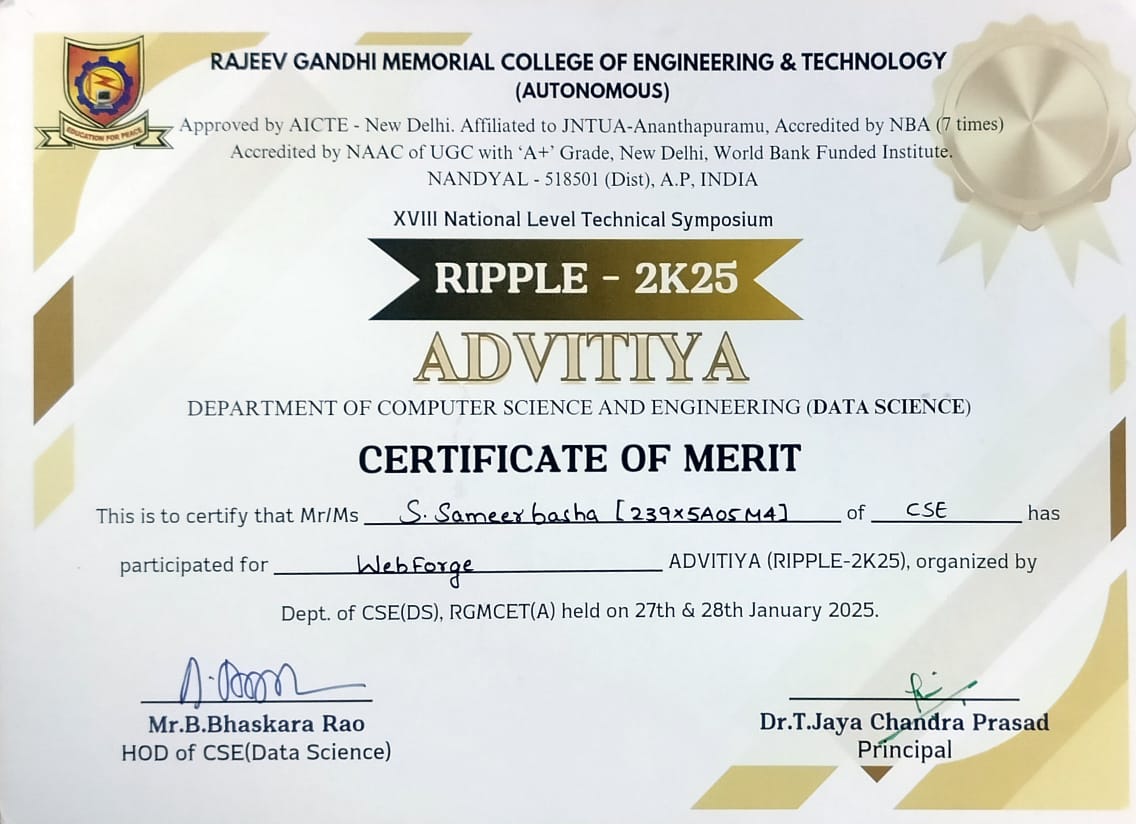 EDUCATION FOR PEACE
RAJEEV GANDHI MEMORIAL COLLEGE OF ENGINEERING & TECHNOLOGY
(AUTONOMOUS)
Approved by AICTE - New Delhi. Affiliated to JNTUA-Ananthapuramu, Accredited by NBA (7 times)
Accredited by NAAC of UGC with ‘A+’ Grade, New Delhi, World Bank Funded Institute.
NANDYAL - 518501 (Dist), A.P, INDIA
XVIII National Level Technical Symposium
RIPPLE - 2K25
ADVITIYA
DEPARTMENT OF COMPUTER SCIENCE AND ENGINEERING (DATA SCIENCE)
CERTIFICATE OF MERIT
This is to certify that Mr/Ms S. Sameer basha [239x5A05M4] of CSE has
participated for WebForge ADVITIYA (RIPPLE-2K25), organized by
Dept. of CSE(DS), RGMCET(A) held on 27th & 28th January 2025.
Mr.B.Bhaskara Rao
HOD of CSE(Data Science)
Dr.T.Jaya Chandra Prasad
Principal